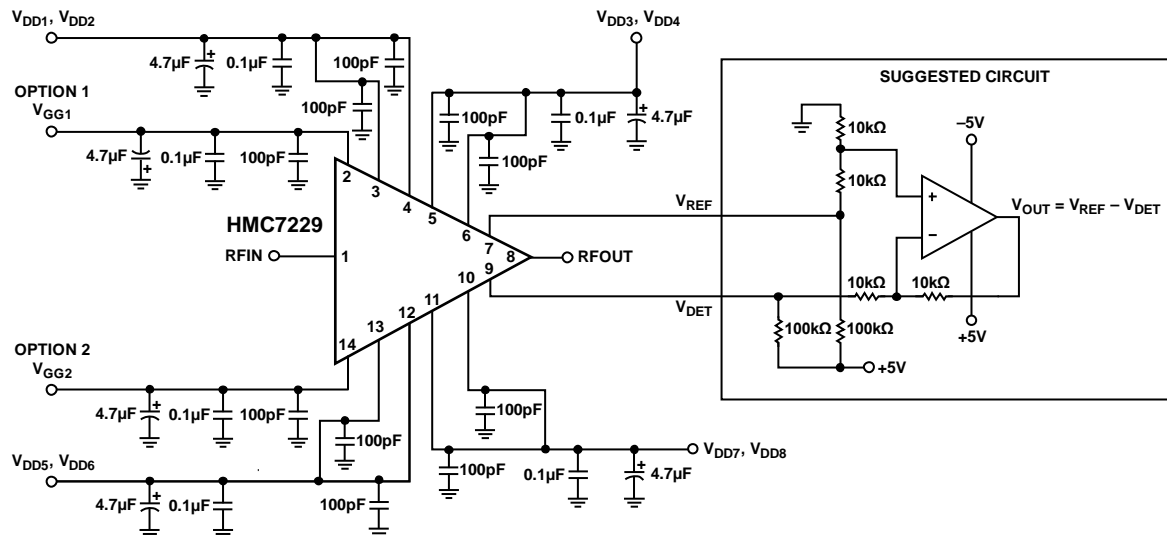 VDD1, VDD2
4.7µF
+
0.1µF
100pF
100pF
OPTION 1
VGG1
4.7µF
+
0.1µF
100pF
VDD3, VDD4
100pF
0.1µF
+
4.7µF
100pF
HMC7229
RFIN
1
2
3
4
5
6
7
8
9
10
11
12
13
14
RFOUT
VREF
VDET
SUGGESTED CIRCUIT
10kΩ
10kΩ
–5V
+
–
VOUT = VREF – VDET
10kΩ
10kΩ
100kΩ
100kΩ
+5V
+5V
OPTION 2
VGG2
4.7µF
+
0.1µF
100pF
100pF
VDD5, VDD6
4.7µF
+
0.1µF
100pF
100pF
100pF
0.1µF
+
4.7µF
VDD7, VDD8